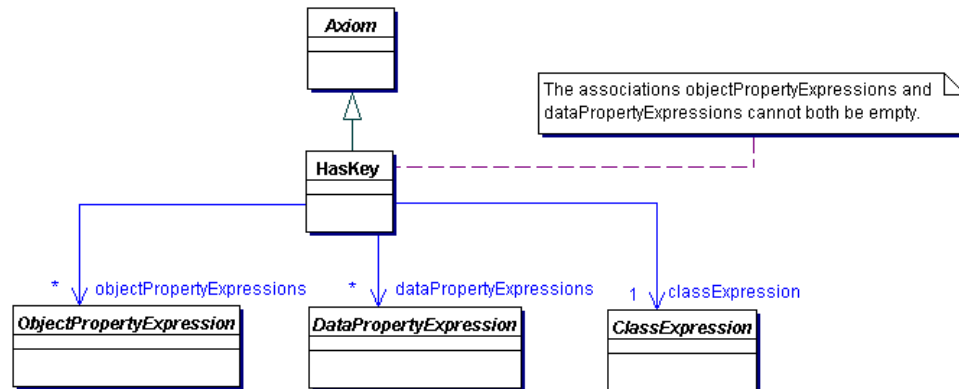 Axiom
The associations objectPropertyExpressions and
dataPropertyExpressions cannot both be empty.
HasKey
* objectPropertyExpressions
* dataPropertyExpressions
1 classExpression
ObjectPropertyExpression
DataPropertyExpression
ClassExpression